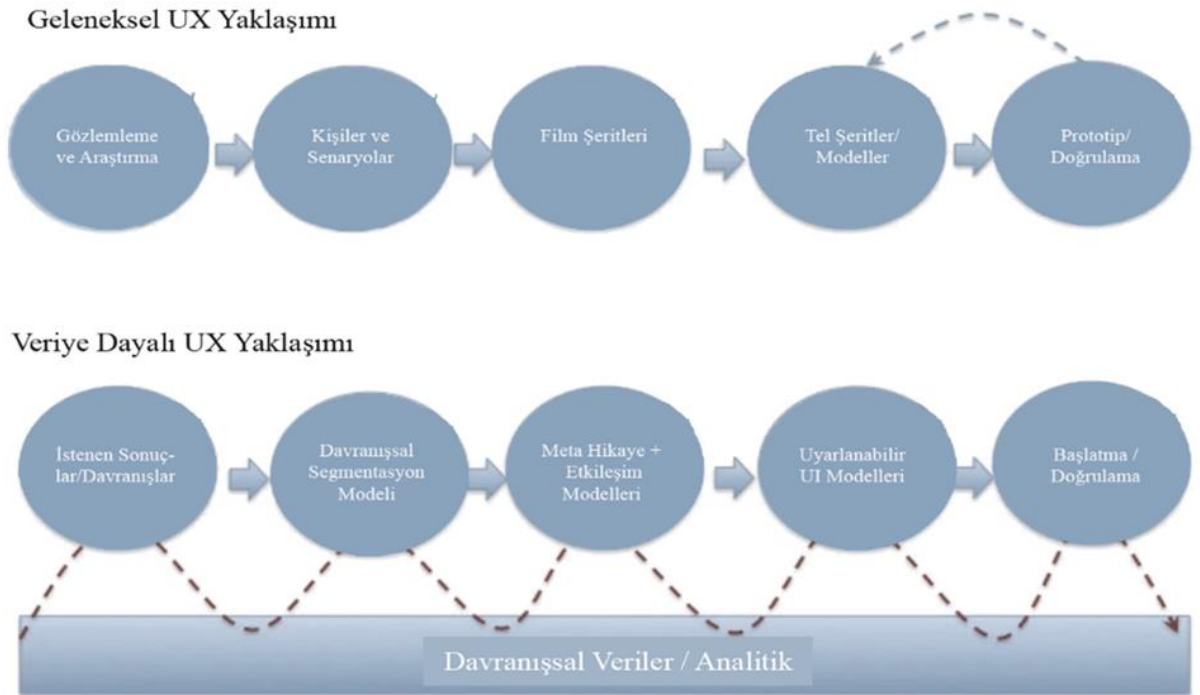 Geleneksel UX Yaklaşımı
Gözlemleme
ve Araştırma
Kişiler ve
Senaryolar
Film Şeritleri
Tel Şeritler/
Modeller
Prototip/
Doğrulama
Veriye Dayalı UX Yaklaşımı
İstenen Sonuç-
lar/Davranışlar
Davranışsal
Segmentasyon
Modeli
Meta Hikaye +
Etkileşim
Modelleri
Uyarlanabilir
UI Modelleri
Başlatma /
Doğrulama
Davranışsal Veriler / Analitik